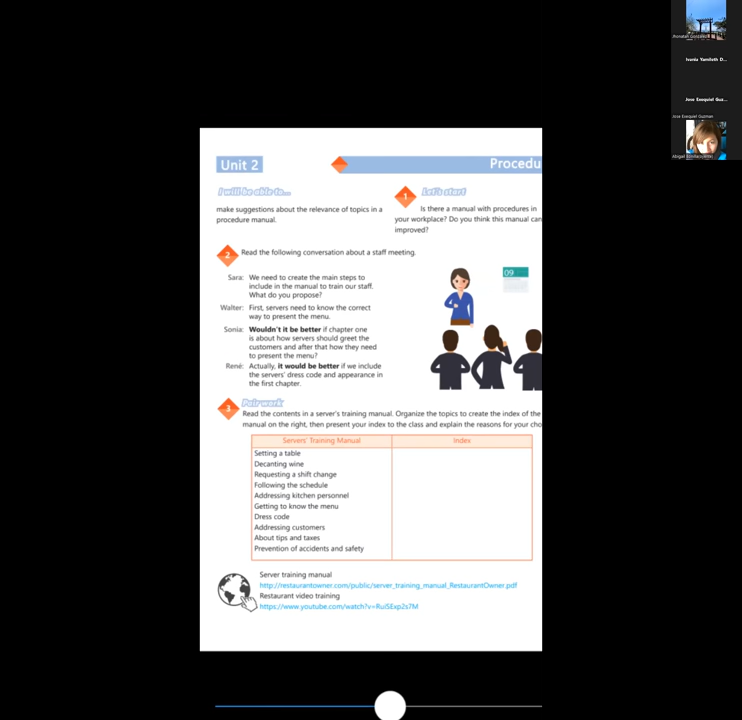 Unit 2
Procedu
I will be able to...
make suggestions about the relevance of topics in a
procedure manual.
1
Let's start
Is there a manual with procedures in
your workplace? Do you think this manual can
improved?
2
Read the following conversation about a staff meeting.
Sara: We need to create the main steps to
include in the manual to train our staff.
What do you propose?
Walter: First, servers need to know the correct
way to present the menu.
Sonia: Wouldn't it be better if chapter one
is about how servers should greet the
customers and after that how they need
to present the menu?
René: Actually, it would be better if we include
the servers' dress code and appearance in
the first chapter.
09
3
Pair work
Read the contents in a server's training manual. Organize the topics to create the index of the
manual on the right, then present your index to the class and explain the reasons for your cho
Servers' Training Manual
Index
Setting a table
Decanting wine
Requesting a shift change
Following the schedule
Addressing kitchen personnel
Getting to know the menu
Dress code
Addressing customers
About tips and taxes
Prevention of accidents and safety
Server training manual
http://restaurantowner.com/public/server_training_manual_RestaurantOwner.pdf
Restaurant video training
https://www.youtube.com/watch?v=RuiSExp2s7M
Isenia Yamileth D...
Jose Exequiel Guz...
Jose Exequiel Guzman
Abigail